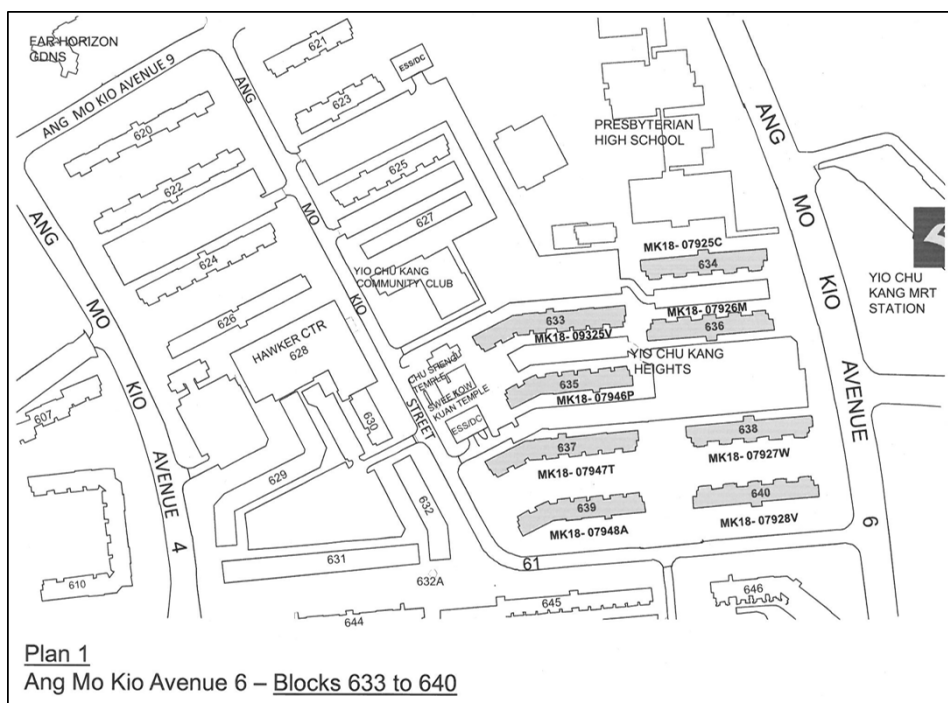 EAR HORIZON
GDNS
ANG MO KIO AVENUE 9
ANG
MO
KIO
STREET
61
621
ESS/DC
623
620
622
624
625
627
626
PRESBYTERIAN
HIGH SCHOOL
ANG
MO
KIO
AVENUE
6
MK18- 07925C
634
YIO CHU
KANG MRT
STATION
YIO CHU KANG
COMMUNITY CLUB
MK18- 07926M
636
633
MK18- 09325V
YIO CHU KANG
HEIGHTS
HAWKER CTR
628
CHU SHENG
TEMPLE
SWEE KOW
KUAN TEMPLE
ESS/DC
635
MK18- 07946P
ANG
MO
KIO
AVENUE
4
607
630
629
632
637
MK18- 07947T
638
MK18- 07927W
639
MK18- 07948A
640
MK18- 07928V
631
632A
610
644
645
646
Plan 1
Ang Mo Kio Avenue 6 – Blocks 633 to 640